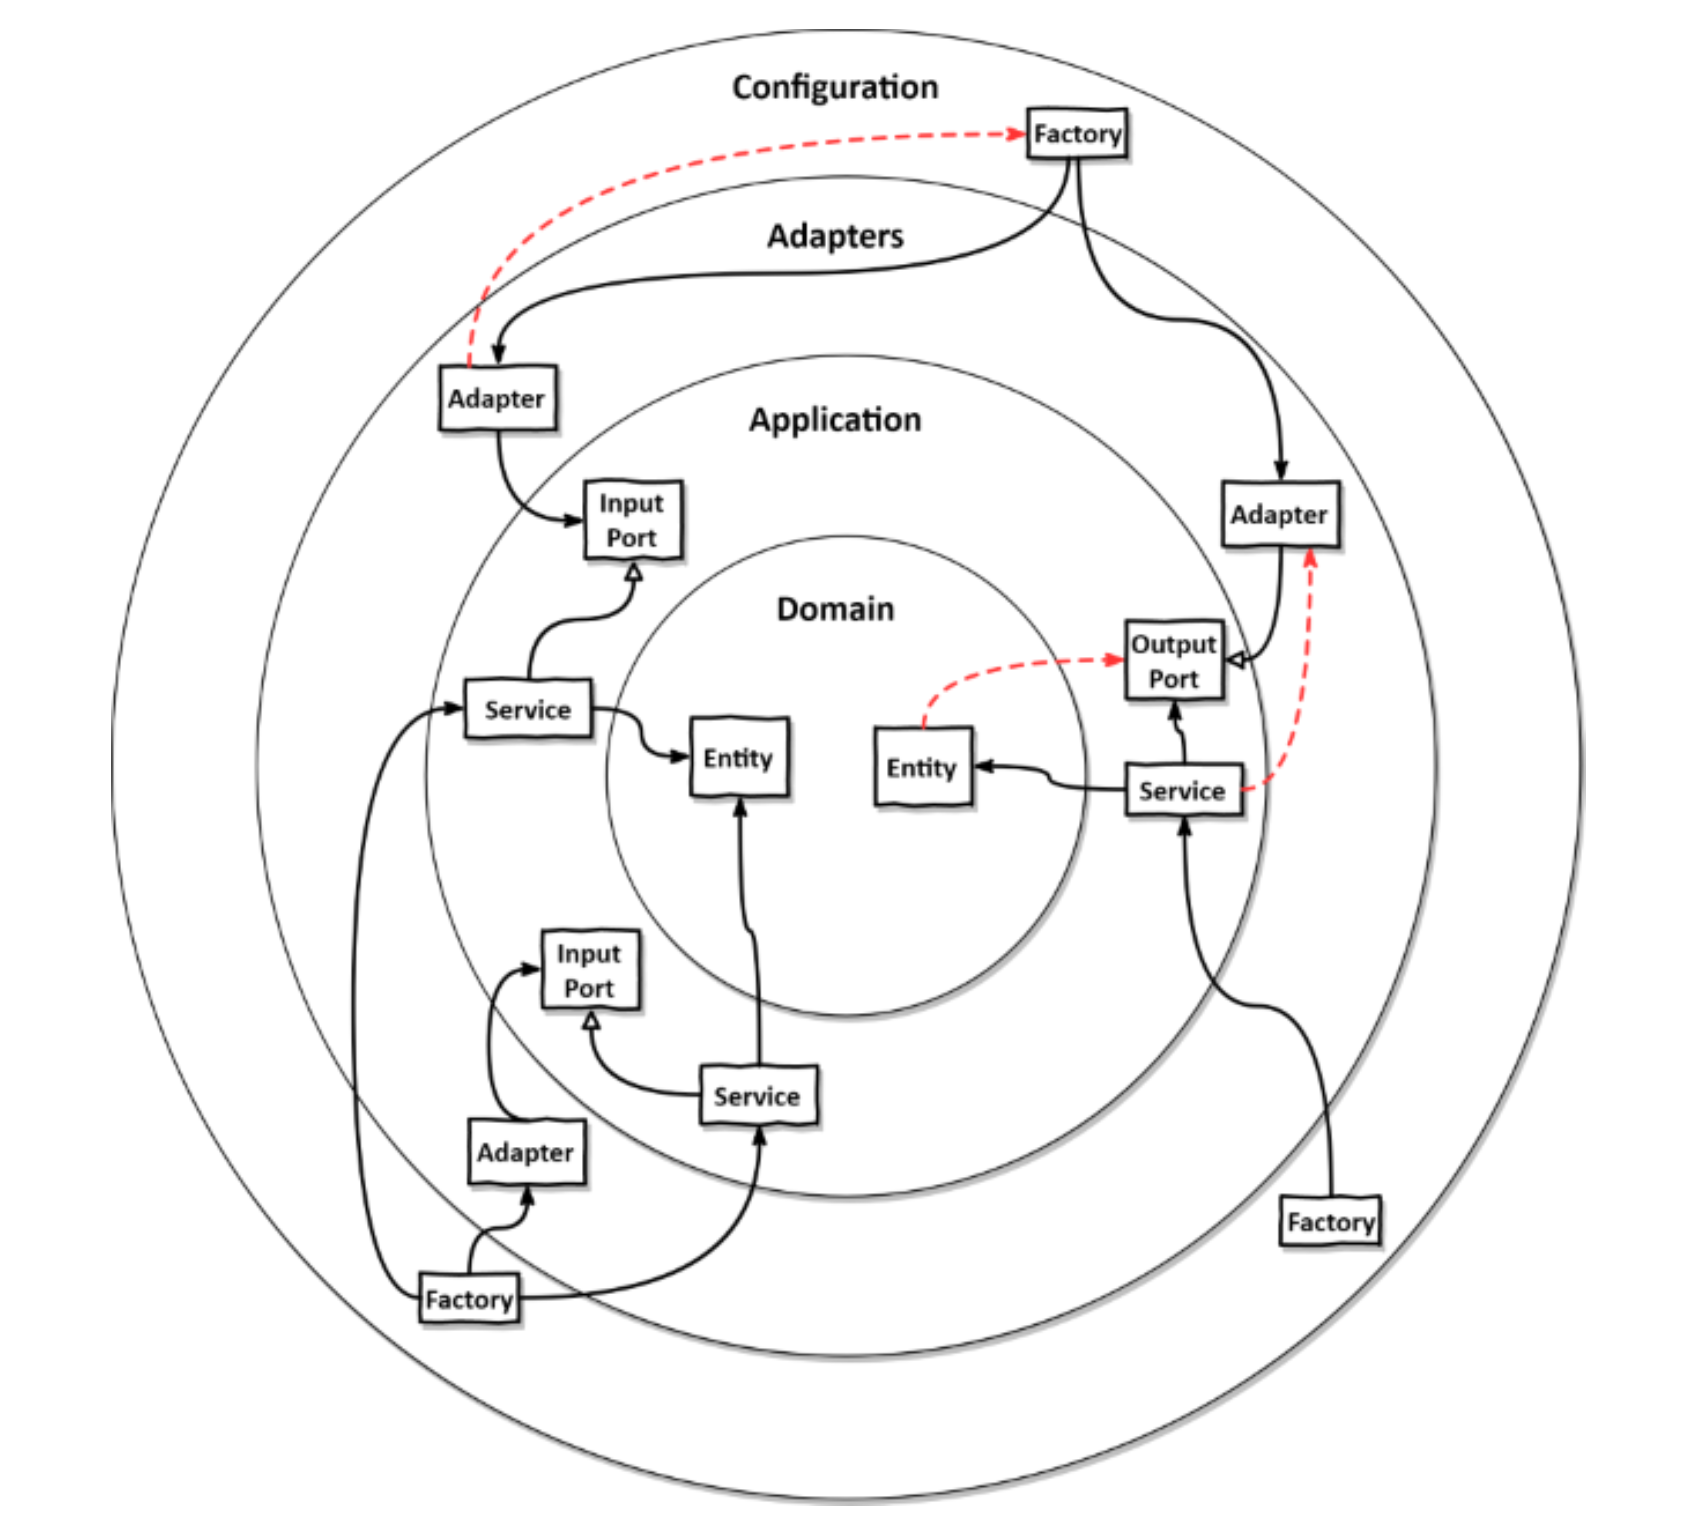 Configuration
Factory
Adapters
Adapter
Application
Input
Port
Adapter
Domain
Output
Port
Service
Entity
Entity
Service
Input
Port
Service
Adapter
Factory
Factory